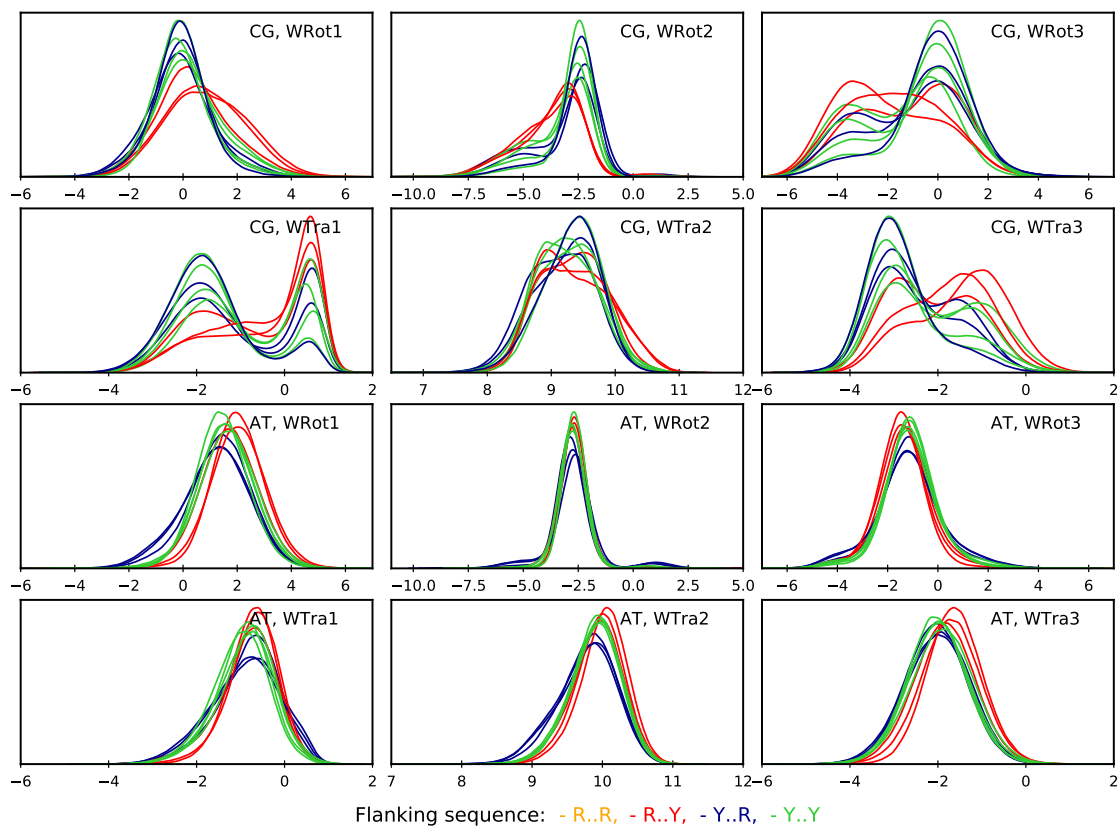 CG, WRot1
CG, WRot2
CG, WRot3
−6 −4 −2 0 2 4 6
−10.0 −7.5 −5.0 −2.5 0.0 2.5 5.0
−6 −4 −2 0 2 4 6
CG, WTra1
CG, WTra2
CG, WTra3
−6 −4 −2 0 2
7 8 9 10 11 12
−6 −4 −2 0 2
AT, WRot1
AT, WRot2
AT, WRot3
−6 −4 −2 0 2 4 6
−10.0 −7.5 −5.0 −2.5 0.0 2.5 5.0
−6 −4 −2 0 2 4 6
AT, WTra1
AT, WTra2
AT, WTra3
−6 −4 −2 0 2
7 8 9 10 11 12
−6 −4 −2 0 2
Flanking sequence: - R..R, - R..Y, - Y..R, - Y..Y